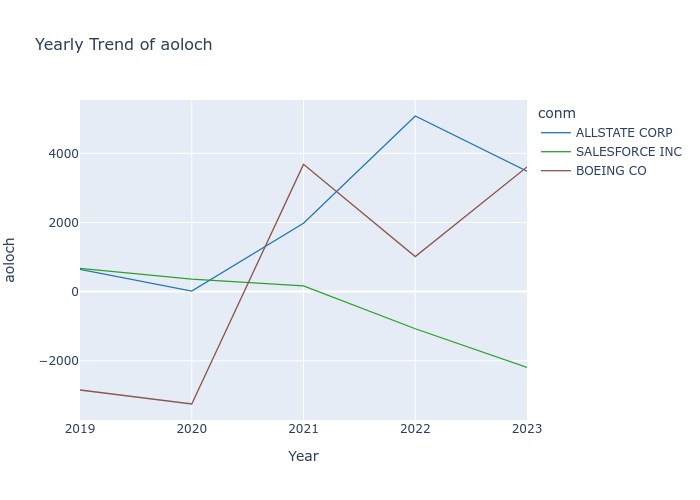 Yearly Trend of aoloch
conm
ALLSTATE CORP
SALESFORCE INC
BOEING CO
4000
2000
0
−2000
aoloch
2019 2020 2021 2022 2023
Year